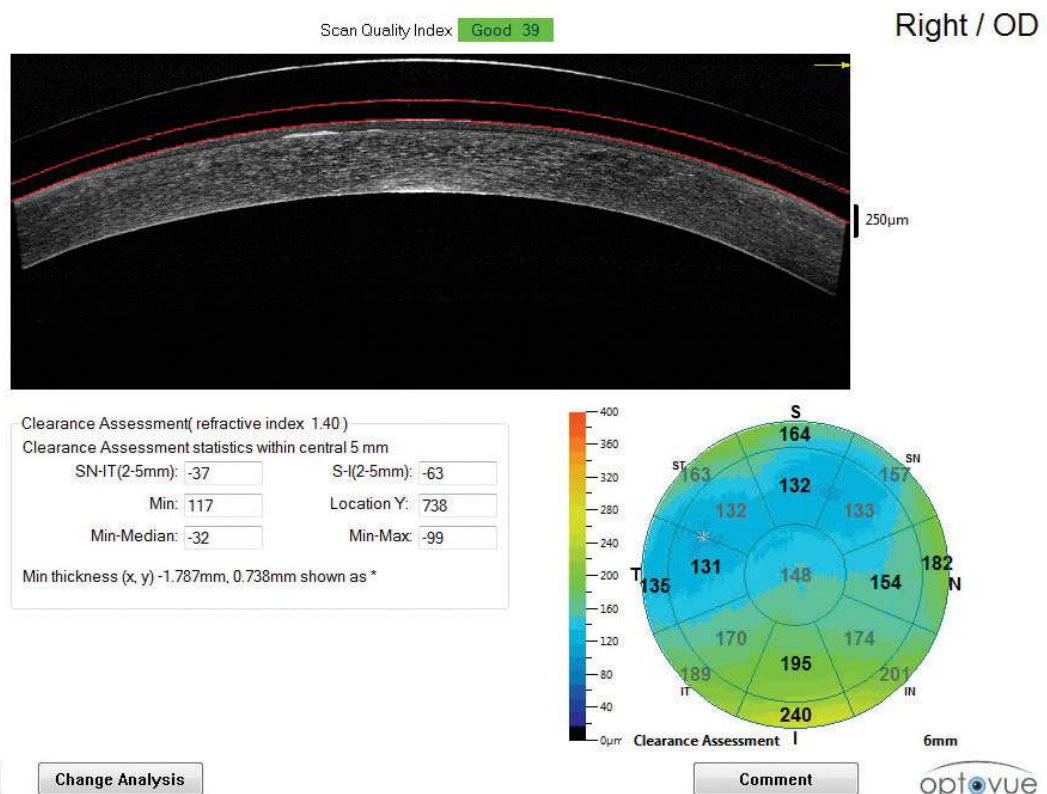 Right / OD
Scan Quality Index Good 39
250µm
Clearance Assessment( refractive index 1.40 )
Clearance Assessment statistics within central 5 mm
SN-IT(2-5mm): -37 S-I(2-5mm): -63
Min: 117 Location Y: 738
Min-Median: -32 Min-Max: -99
Min thickness (x, y) -1.787mm, 0.738mm shown as *
400
360
320
280
240
200
160
120
80
40
0µm
S
164
ST 163 157 SN
132
132 133
*
T 135 131 148 154 182 N
170 174
195
189 201
IT IN
240
I
Clearance Assessment 6mm
Change Analysis Comment optovue